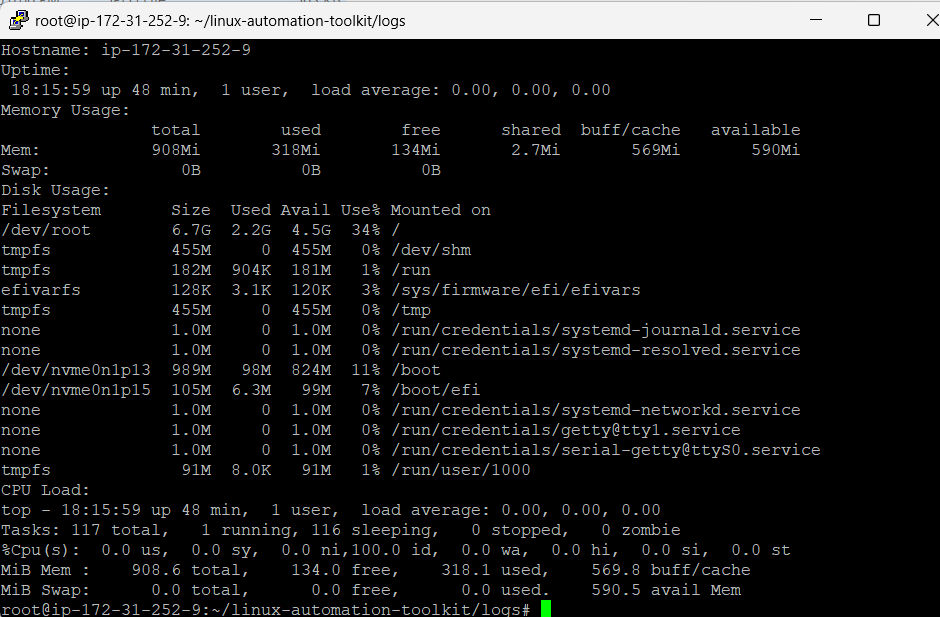 root@ip-172-31-252-9: ~/linux-automation-toolkit/logs
Hostname: ip-172-31-252-9
Uptime:
 18:15:59 up 48 min,  1 user,  load average: 0.00, 0.00, 0.00
Memory Usage:
               total        used        free      shared  buff/cache   available
Mem:           908Mi       318Mi       134Mi       2.7Mi       569Mi       590Mi
Swap:             0B          0B          0B
Disk Usage:
Filesystem       Size  Used Avail Use% Mounted on
/dev/root        6.7G  2.2G  4.5G  34% /
tmpfs            455M     0  455M   0% /dev/shm
tmpfs            182M  904K  181M   1% /run
efivarfs         128K  3.1K  120K   3% /sys/firmware/efi/efivars
tmpfs            455M     0  455M   0% /tmp
none             1.0M     0  1.0M   0% /run/credentials/systemd-journald.service
none             1.0M     0  1.0M   0% /run/credentials/systemd-resolved.service
/dev/nvme0n1p13  989M   98M  824M  11% /boot
/dev/nvme0n1p15  105M  6.3M   99M   7% /boot/efi
none             1.0M     0  1.0M   0% /run/credentials/systemd-networkd.service
none             1.0M     0  1.0M   0% /run/credentials/getty@tty1.service
none             1.0M     0  1.0M   0% /run/credentials/serial-getty@ttyS0.service
tmpfs             91M  8.0K   91M   1% /run/user/1000
CPU Load:
top - 18:15:59 up 48 min,  1 user,  load average: 0.00, 0.00, 0.00
Tasks: 117 total,   1 running, 116 sleeping,   0 stopped,   0 zombie
%Cpu(s):  0.0 us,  0.0 sy,  0.0 ni,100.0 id,  0.0 wa,  0.0 hi,  0.0 si,  0.0 st
MiB Mem :    908.6 total,    134.0 free,    318.1 used,    569.8 buff/cache
MiB Swap:      0.0 total,      0.0 free,      0.0 used.    590.5 avail Mem
root@ip-172-31-252-9:~/linux-automation-toolkit/logs#